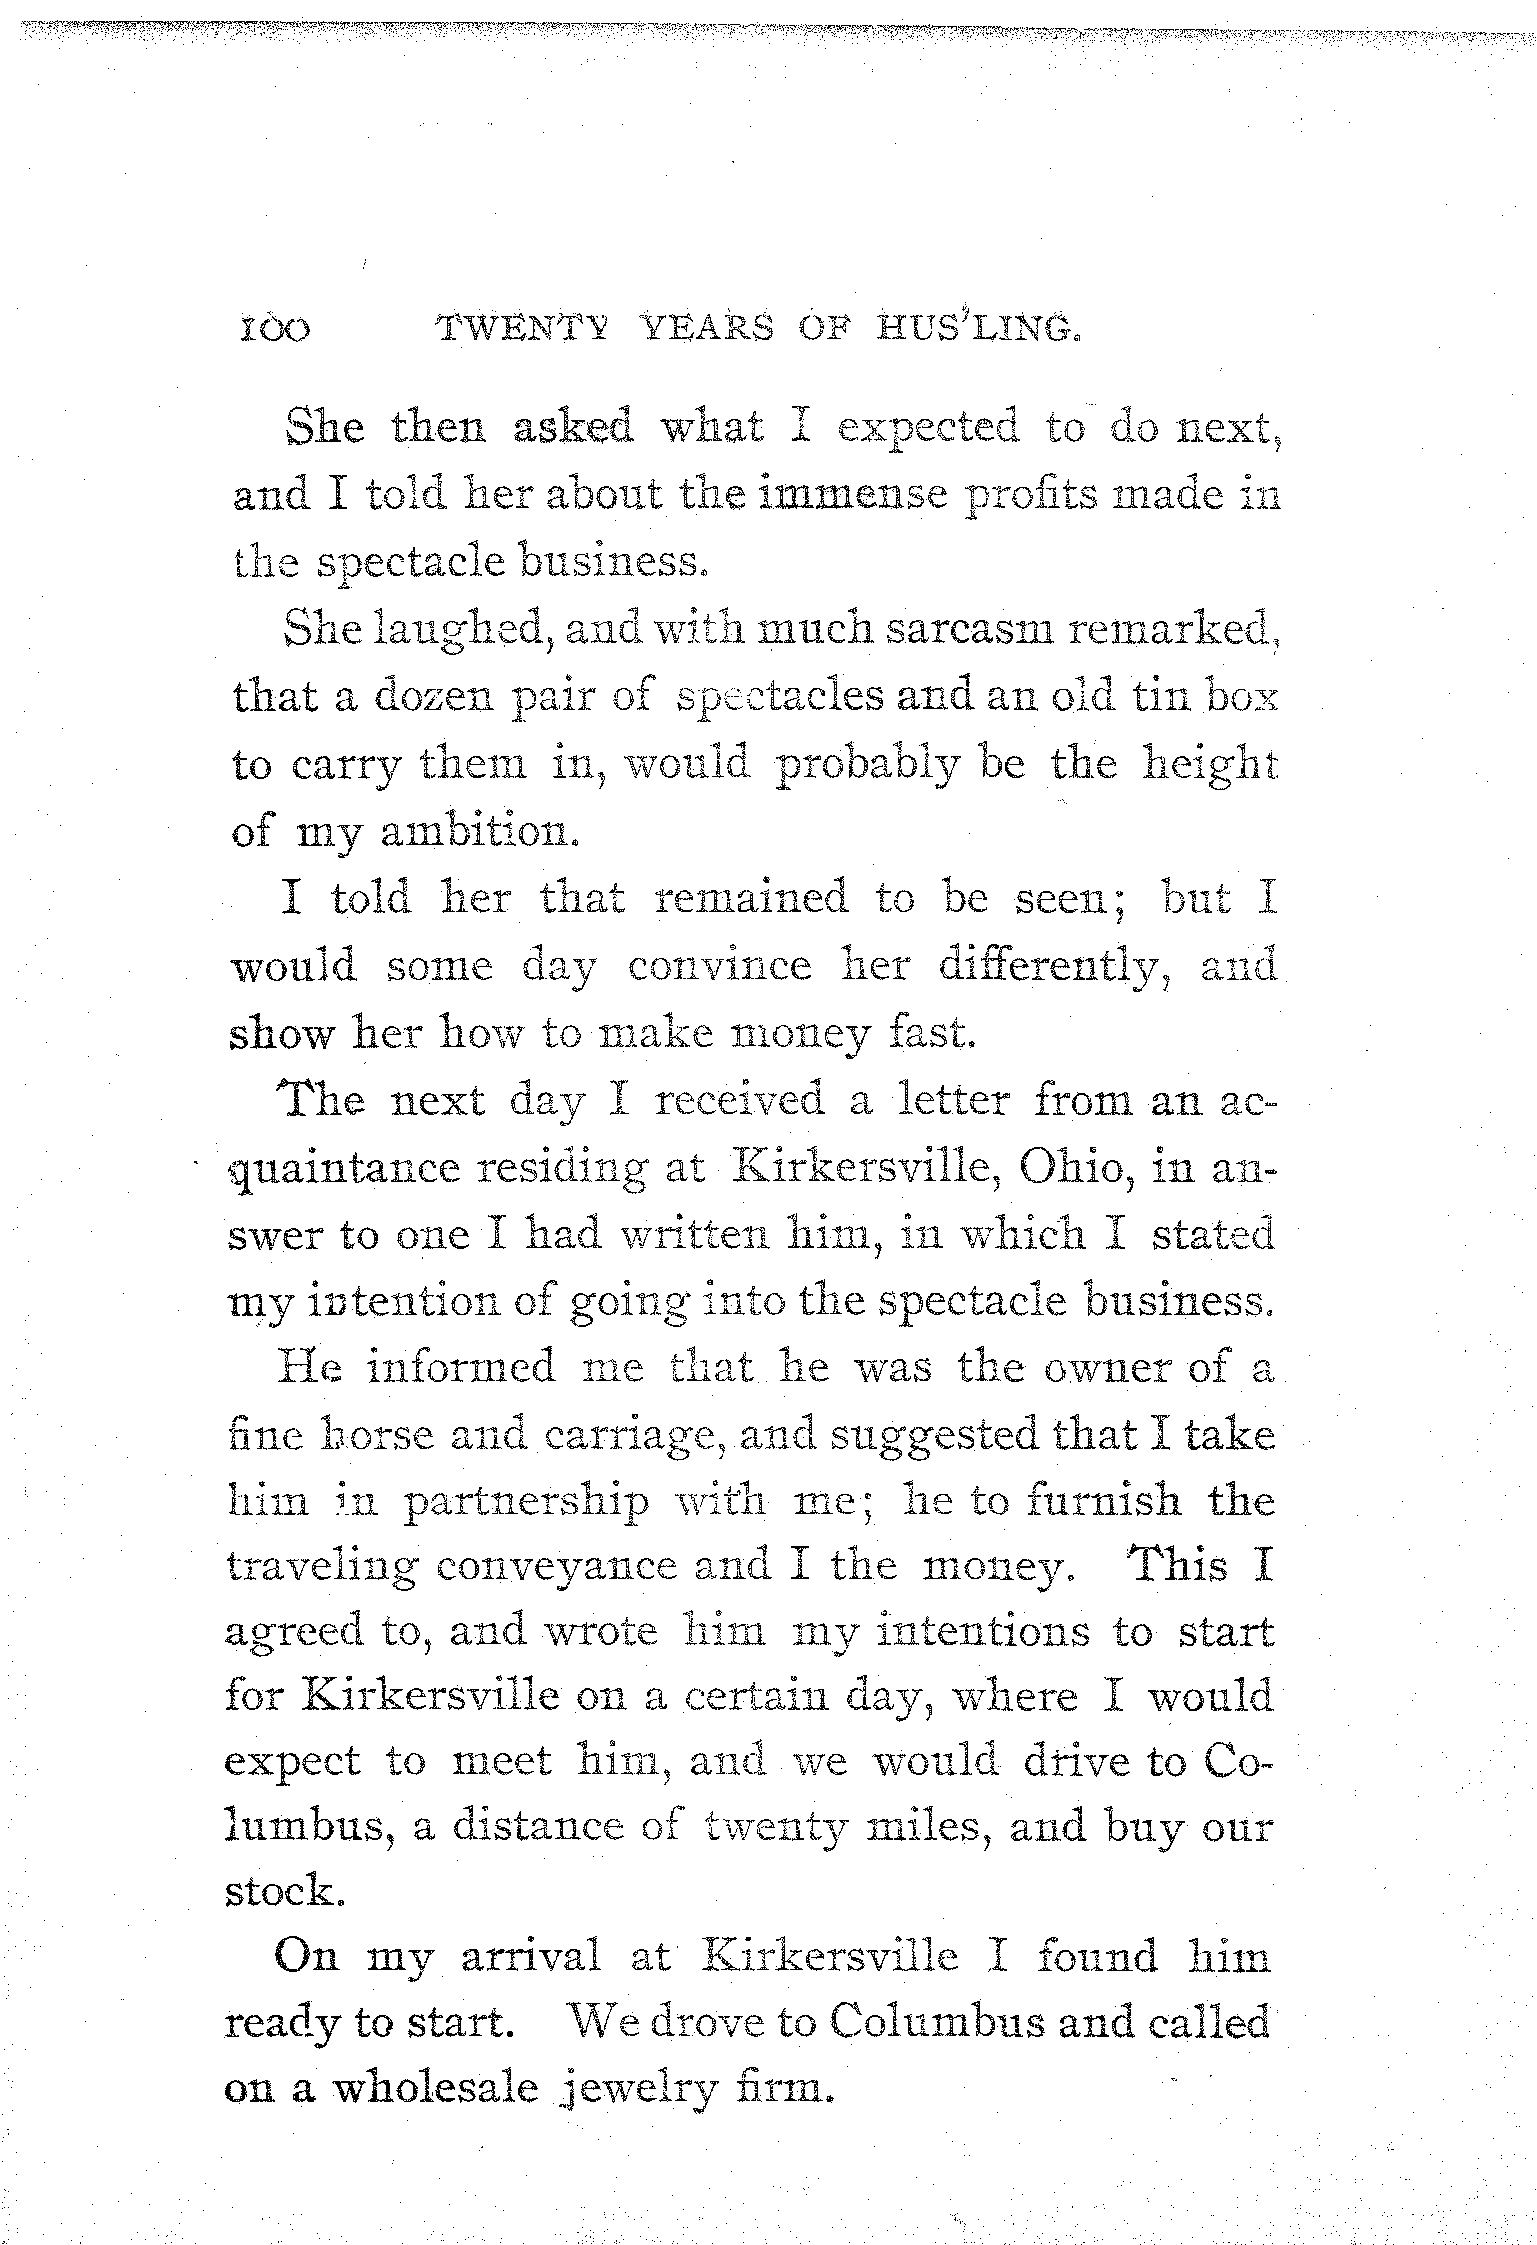 100 TWENTY YEARS OF HUS'LING.
She then asked what I expected to do next,
and I told her about the immense profits made in
the spectacle business.
She laughed, and with much sarcasm remarked,
that a dozen pair of spectacles and an old tin box
to carry them in, would probably be the height
of my ambition.
I told her that remained to be seen; but I
would some day convince her differently, and
show her how to make money fast.
The next day I received a letter from an ac-
quaintance residing at Kirkersville, Ohio, in an-
swer to one I had written him, in which I stated
my intention of going into the spectacle business.
He informed me that he was the owner of a
fine horse and carriage, and suggested that I take
him in partnership with me; he to furnish the
traveling conveyance and I the money. This I
agreed to, and wrote him my intentions to start
for Kirkersville on a certain day, where I would
expect to meet him, and we would drive to Co-
lumbus, a distance of twenty miles, and buy our
stock.
On my arrival at Kirkersville I found him
ready to start. We drove to Columbus and called
on a wholesale jewelry firm.